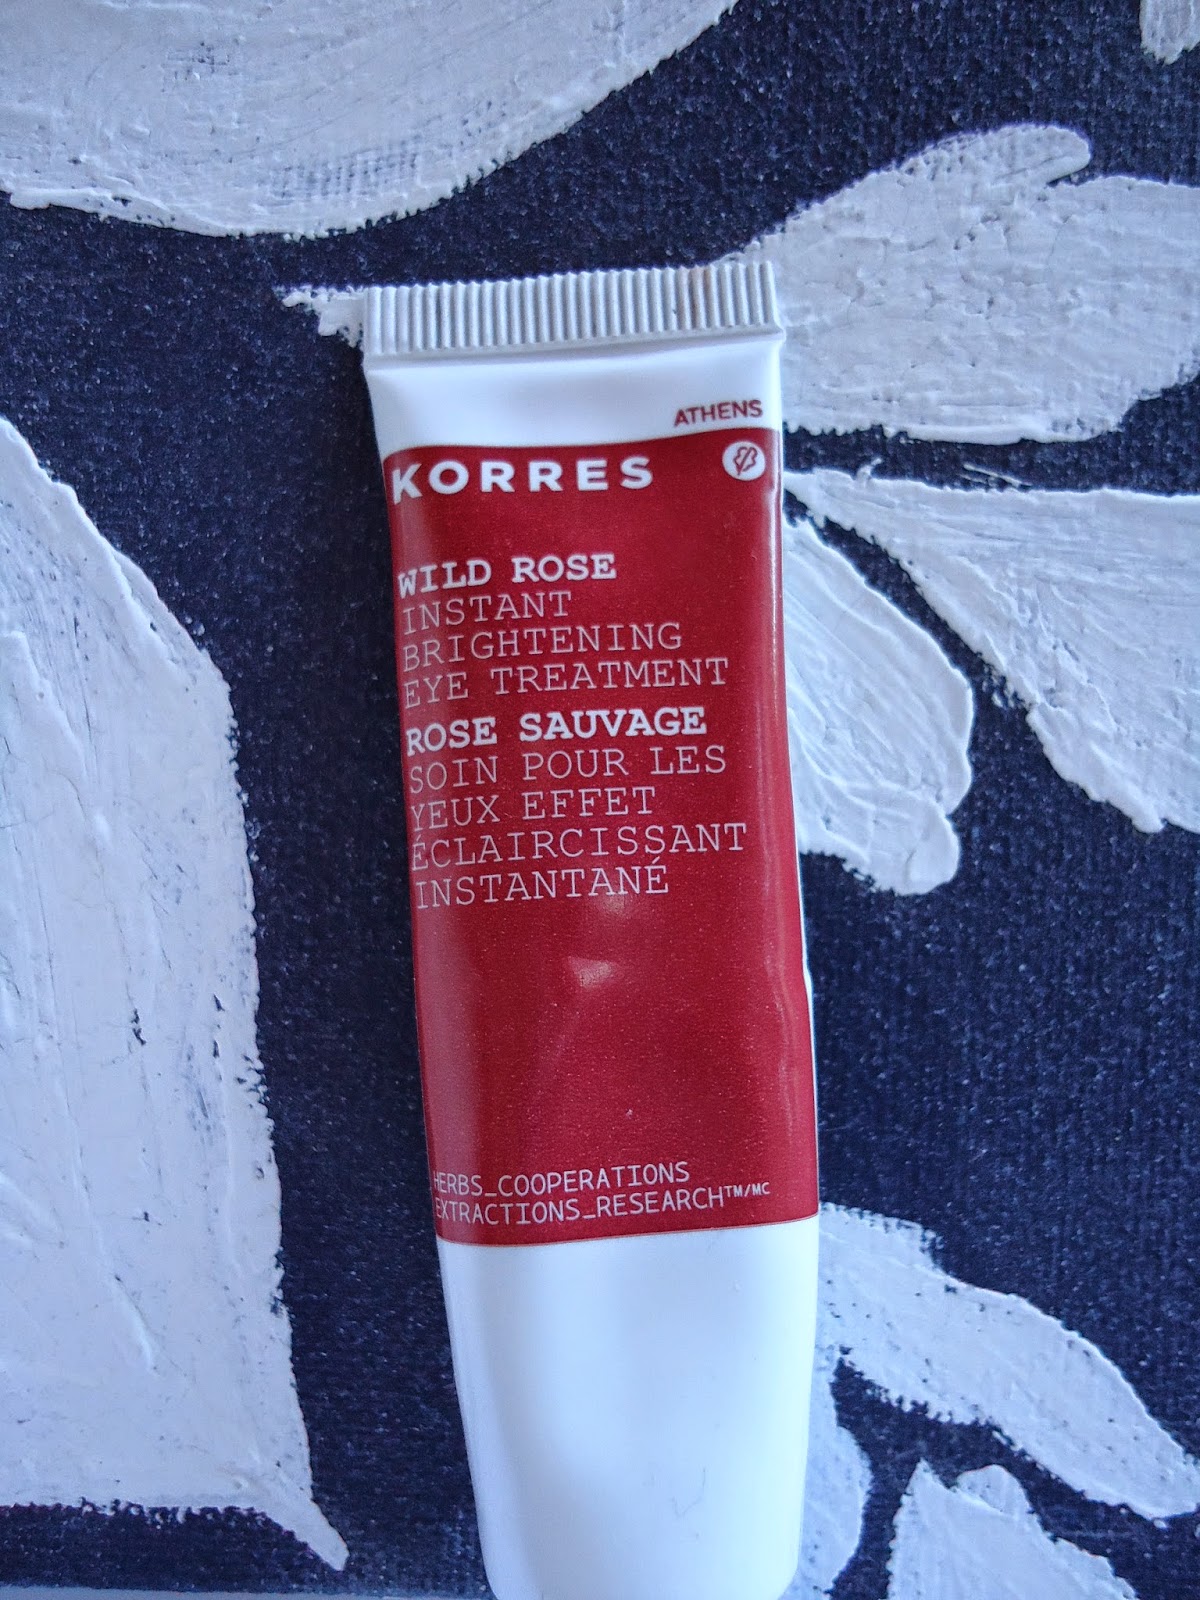 ATHENS
KORRES
WILD ROSE
INSTANT
BRIGHTENING
EYE TREATMENT
ROSE SAUVAGE
SOIN POUR LES
YEUX EFFET
ÉCLAIRCISSANT
INSTANTANÉ
HERBS_COOPERATIONS
EXTRACTIONS_RESEARCH™/MC